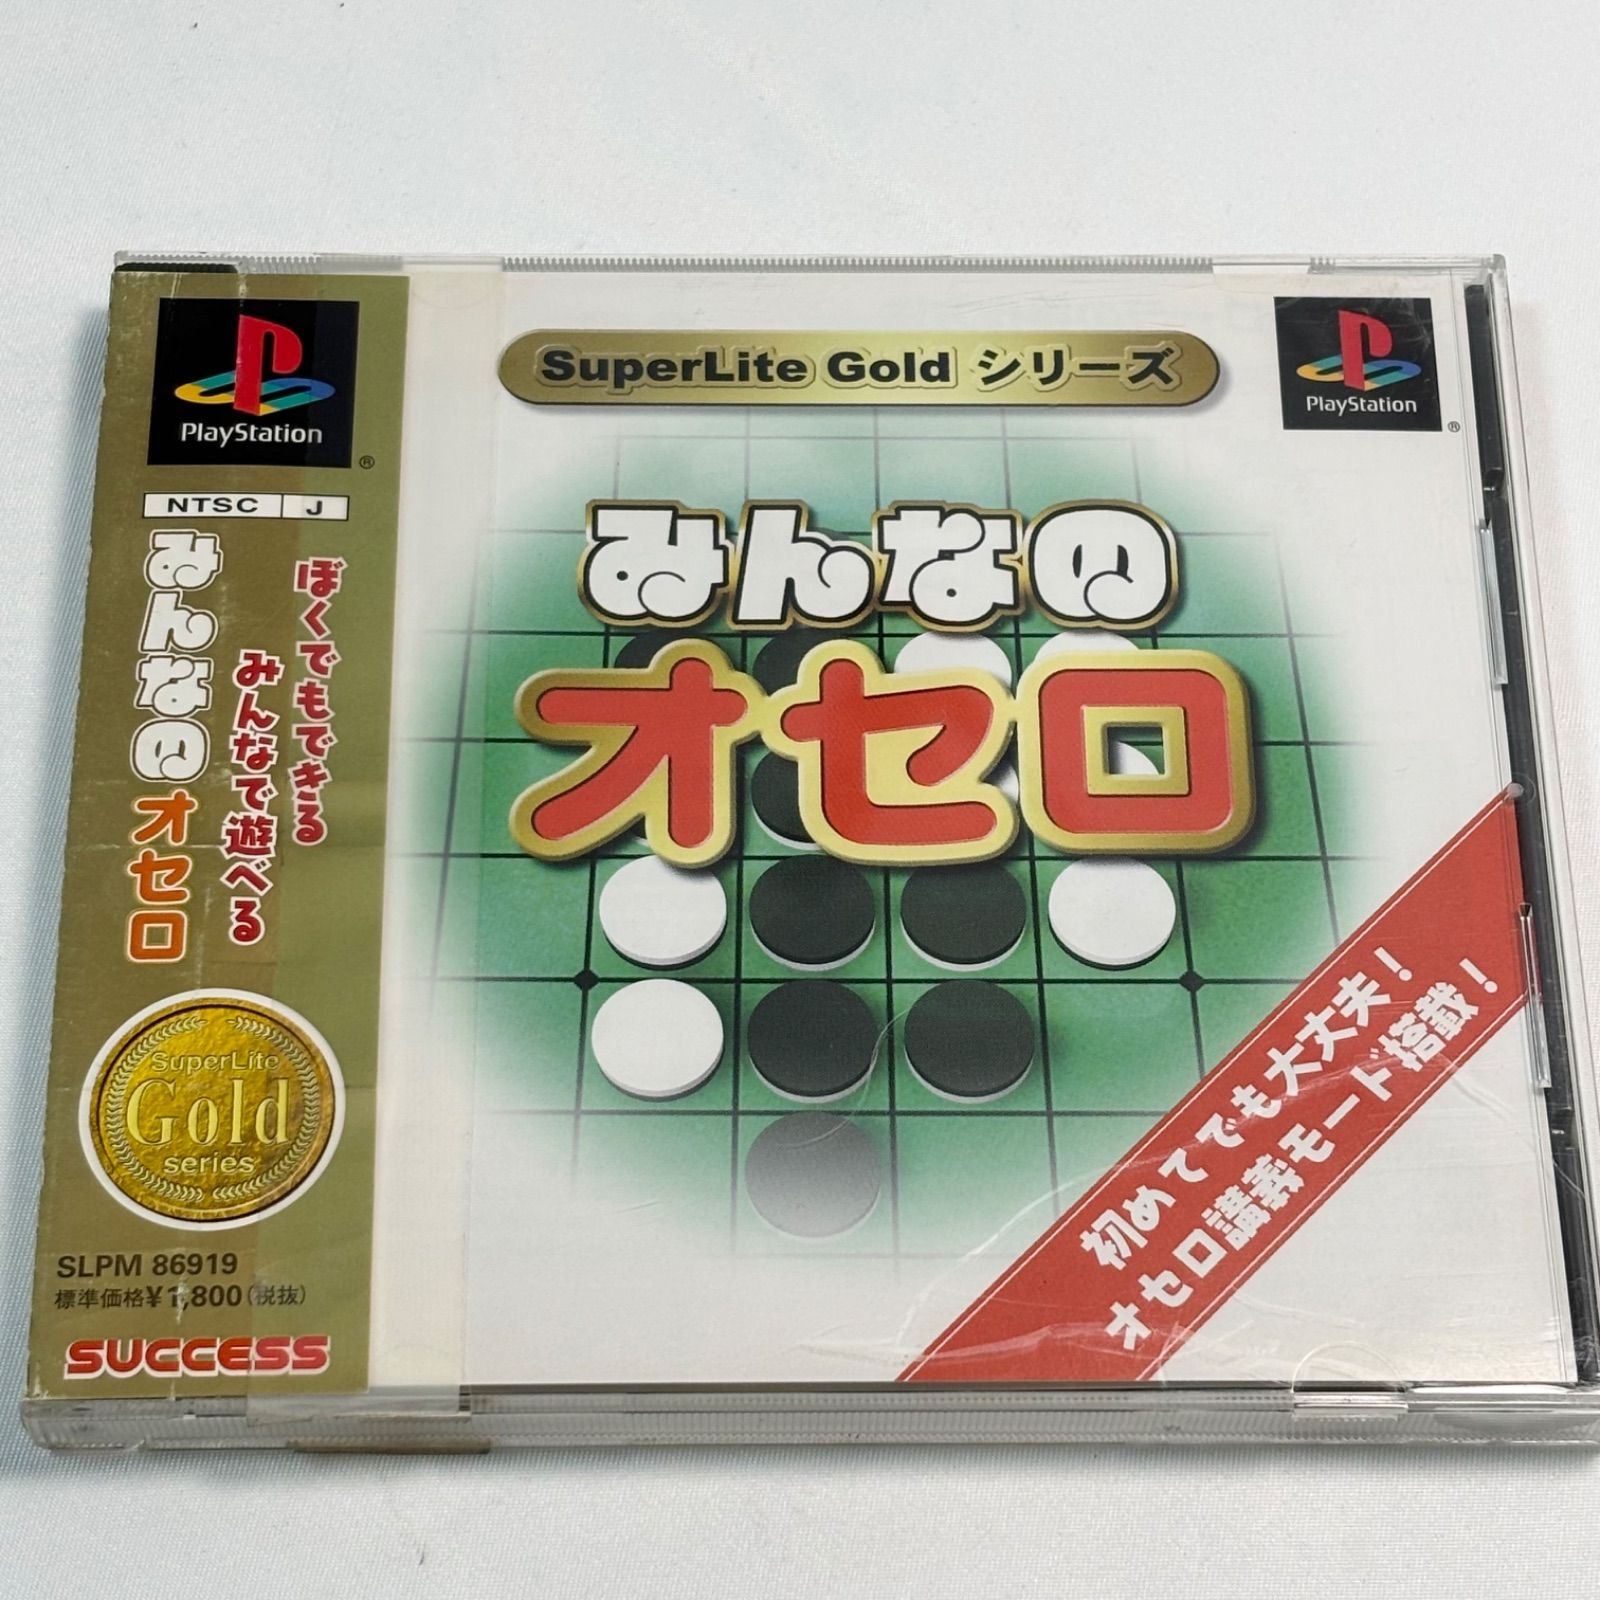 PlayStation
®
NTSC J
ぼくでもできる
みんなで遊べる
みんなのオセロ
SuperLite
Gold
series
SLPM 86919
標準価格¥1,800(税抜)
SUCCESS
SuperLite Gold シリーズ
PlayStation
®
みんなの
オセロ
初めてでも大丈夫!
オセロ講義モード搭載!